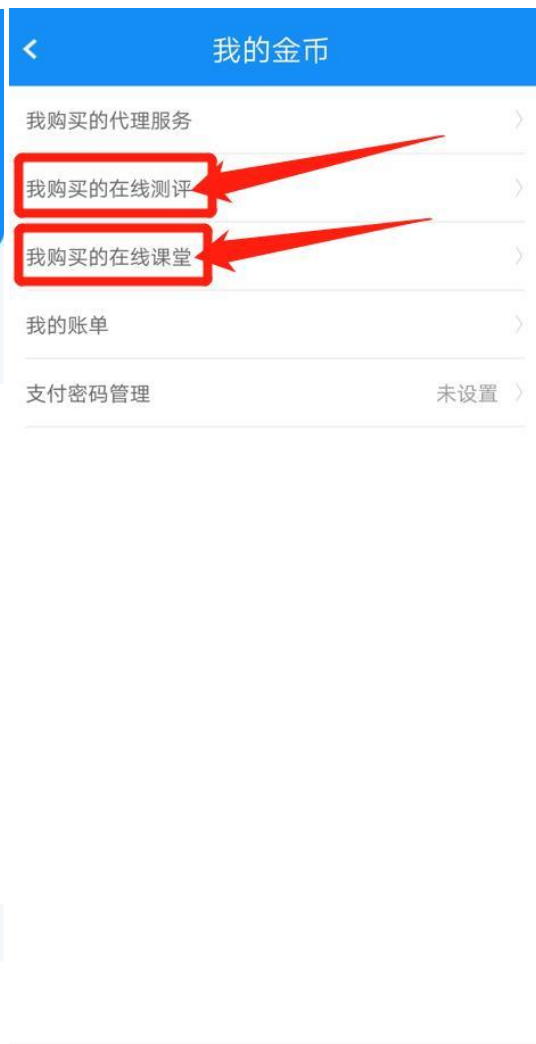 我的金币
我购买的代理服务
我购买的在线测评
我购买的在线课堂
我的账单
支付密码管理 未设置